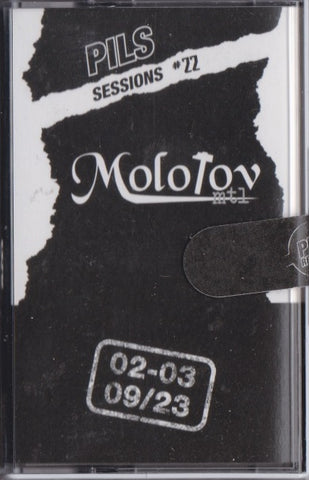 PILS
SESSIONS #22
Molotov
mtl
02-03
09/23